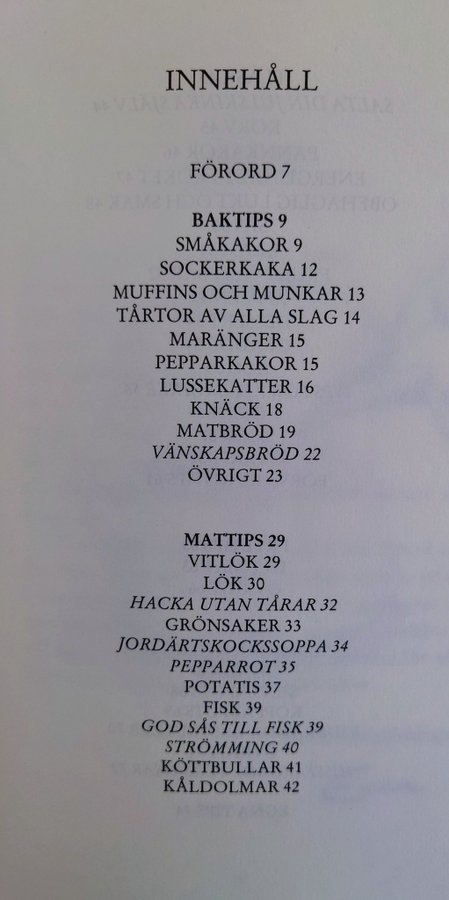 INNEHÅLL
FÖRORD 7
BAKTIPS 9
SMÅKAKOR 9
SOCKERKAKA 12
MUFFINS OCH MUNKAR 13
TÅRTOR AV ALLA SLAG 14
MARÄNGER 15
PEPPARKAKOR 15
LUSSEKATTER 16
KNÄCK 18
MATBRÖD 19
VÄNSKAPSBRÖD 22
ÖVRIGT 23
MATTIPS 29
VITLÖK 29
LÖK 30
HACKA UTAN TÅRAR 32
GRÖNSAKER 33
JORDÄRTSKOCKSSOPPA 34
PEPPARROT 35
POTATIS 37
FISK 39
GOD SÅS TILL FISK 39
STRÖMMING 40
KÖTTBULLAR 41
KÅLDOLMAR 42